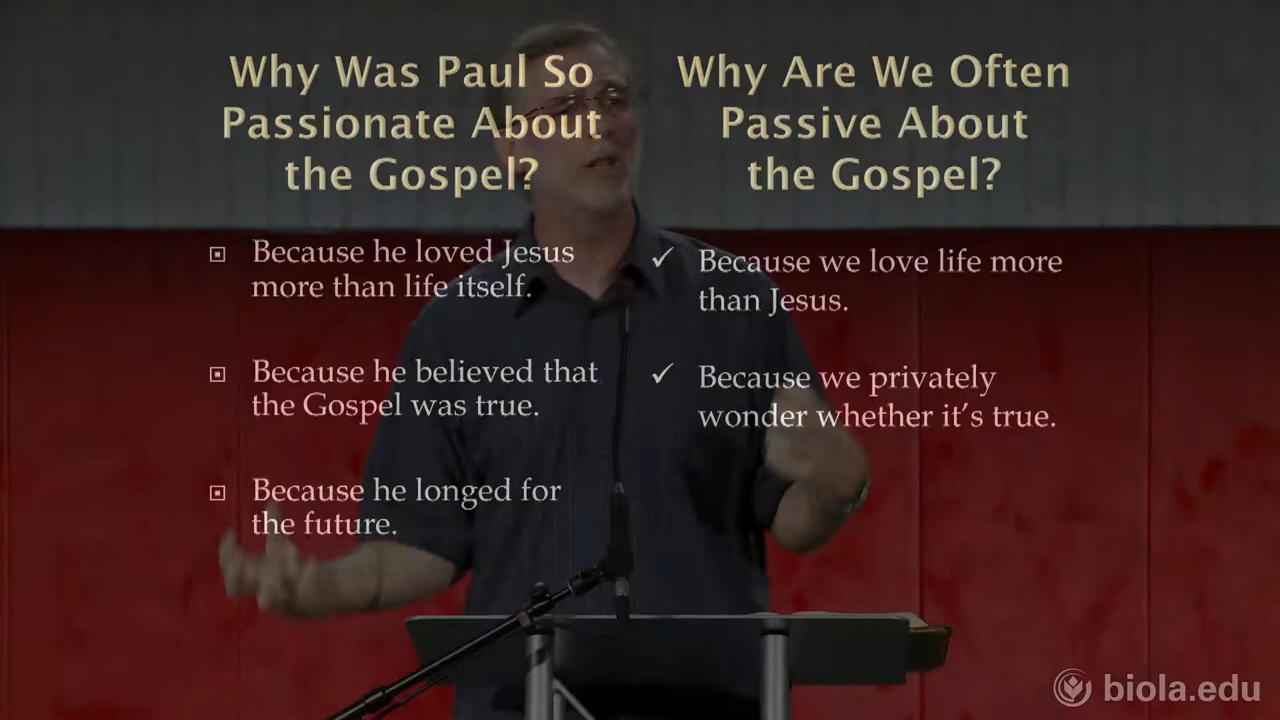 Why Was Paul So
Passionate About
the Gospel?
Because he loved Jesus
more than life itself.
Because he believed that
the Gospel was true.
Because he longed for
the future.
Why Are We Often
Passive About
the Gospel?
Because we love life more
than Jesus.
Because we privately
wonder whether it's true.
biola.edu